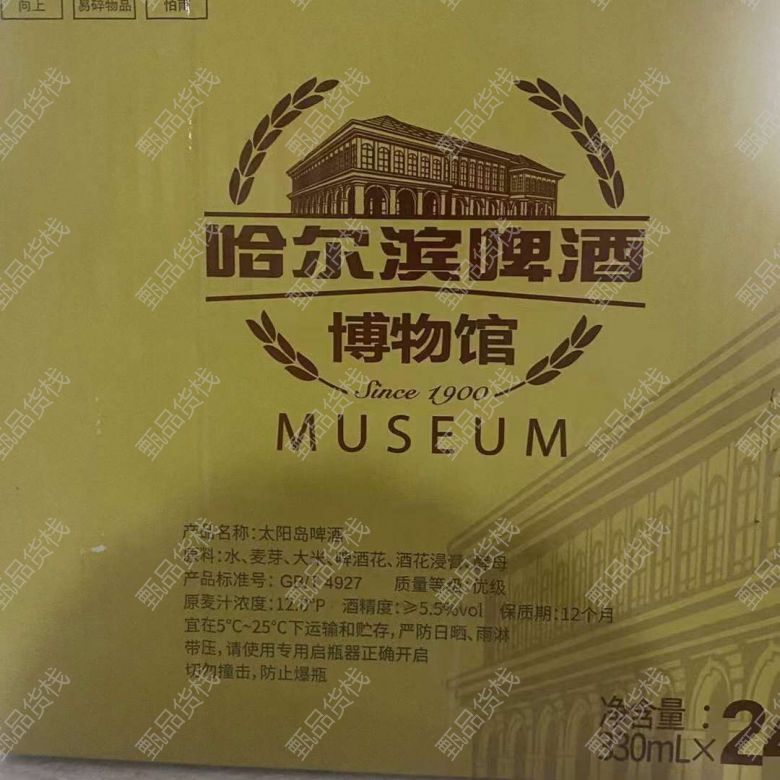 向上 易碎物品 怕雨
哈尔滨啤酒
博物馆
Since 1900
MUSEUM
产品名称：太阳岛啤酒
原料：水、麦芽、大米、啤酒花、酒花浸膏、酵母
产品标准号：GB/T 4927 质量等级：优级
原麦汁浓度：12.0°P 酒精度：≥5.5%vol 保质期：12个月
宜在5°C~25°C下运输和贮存，严防日晒、雨淋
带压，请使用专用启瓶器正确开启
切勿撞击，防止爆瓶
净含量：
330mL×
甄品货栈